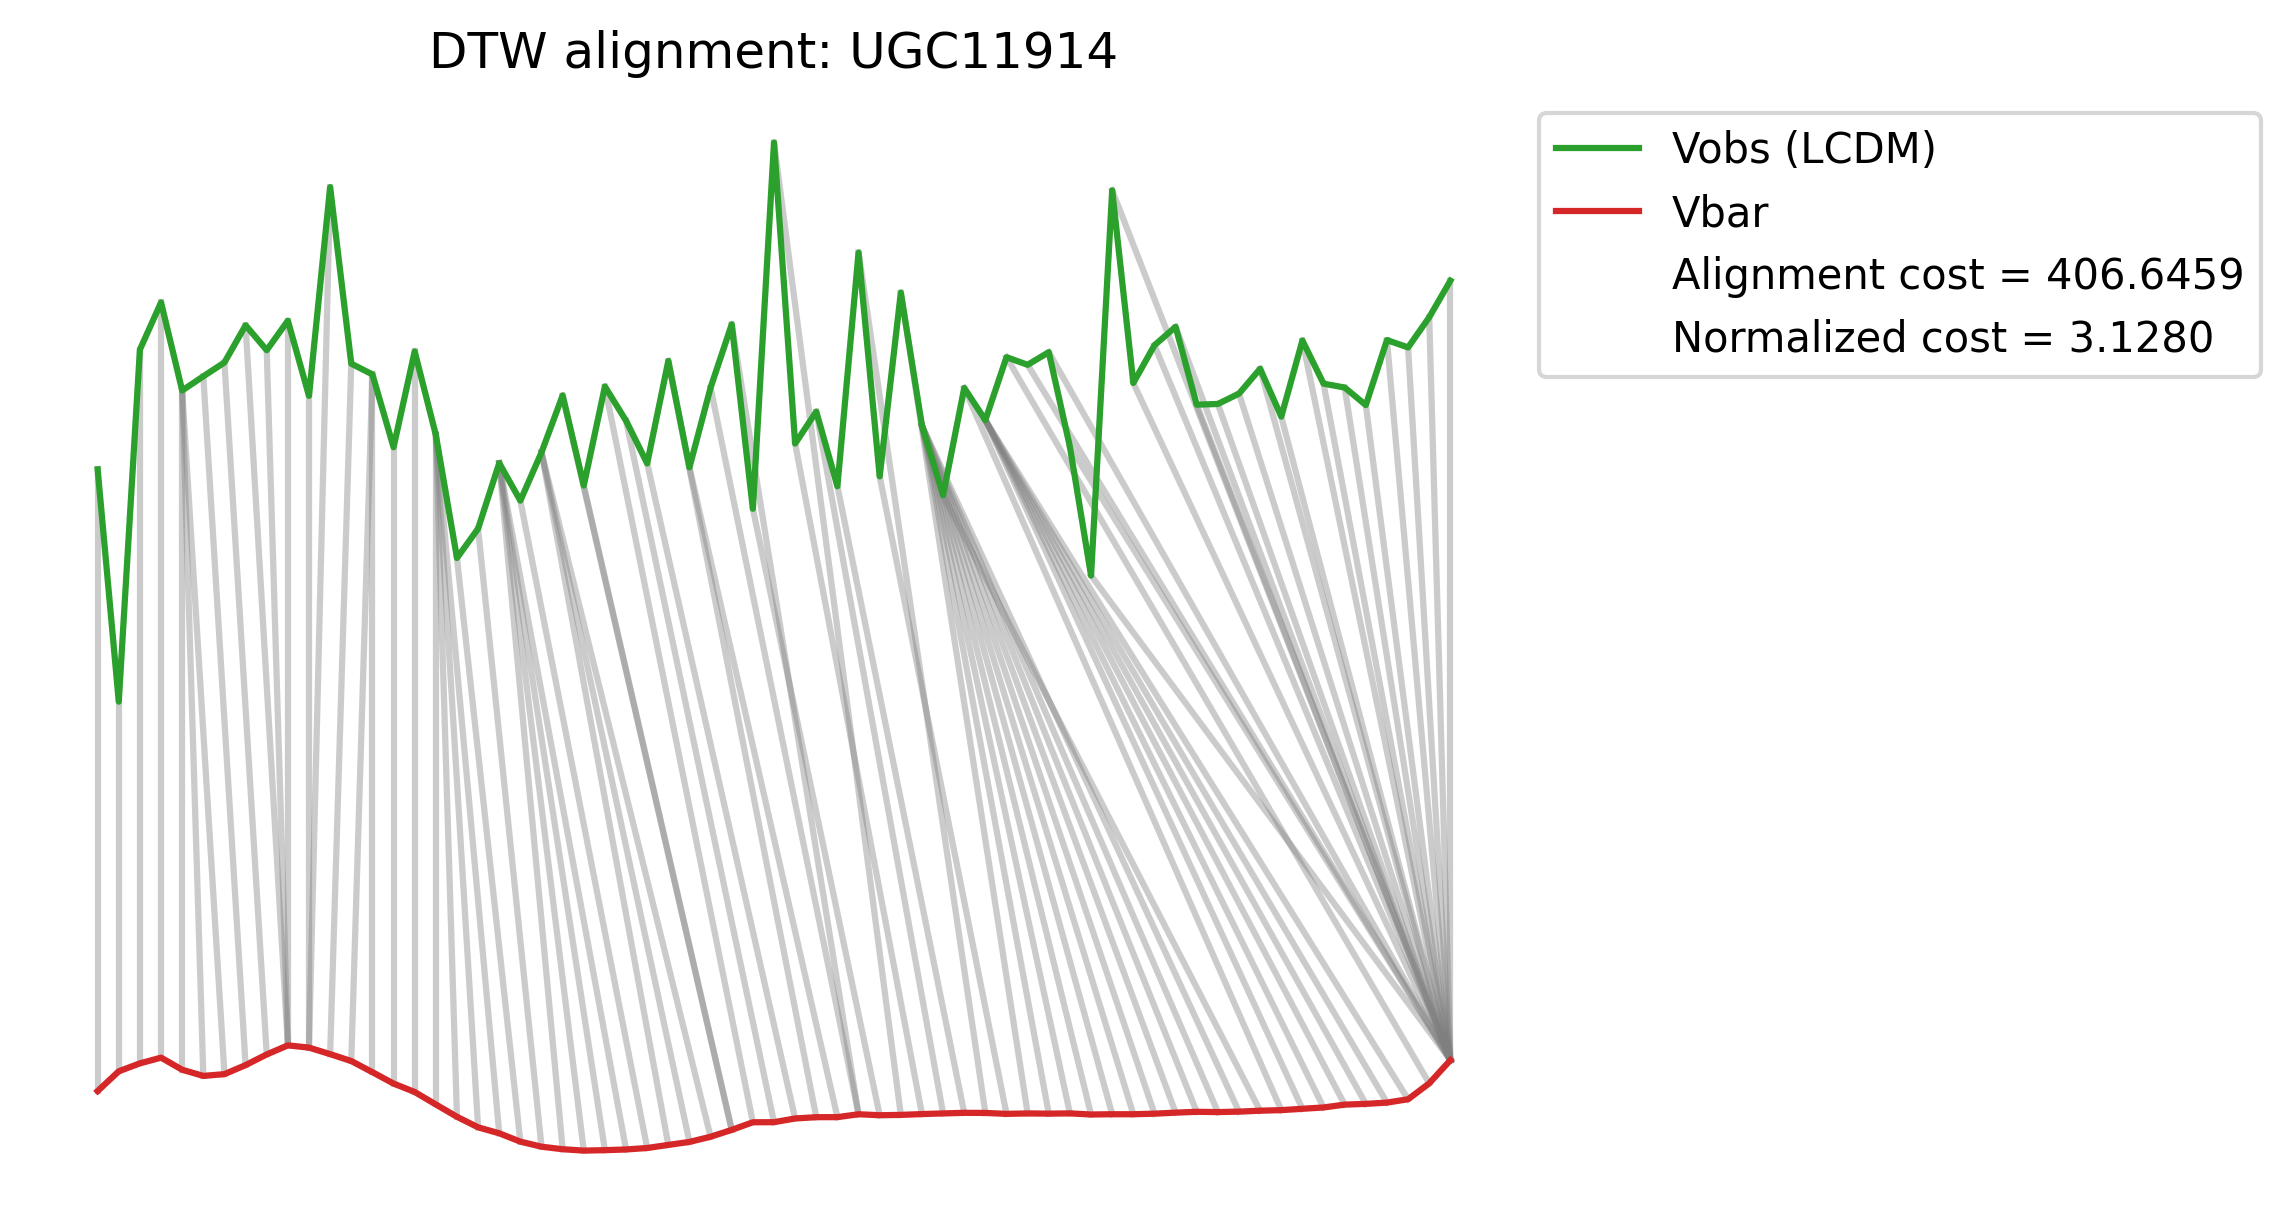 DTW alignment: UGC11914
Vobs (LCDM)
Vbar
Alignment cost = 406.6459
Normalized cost = 3.1280